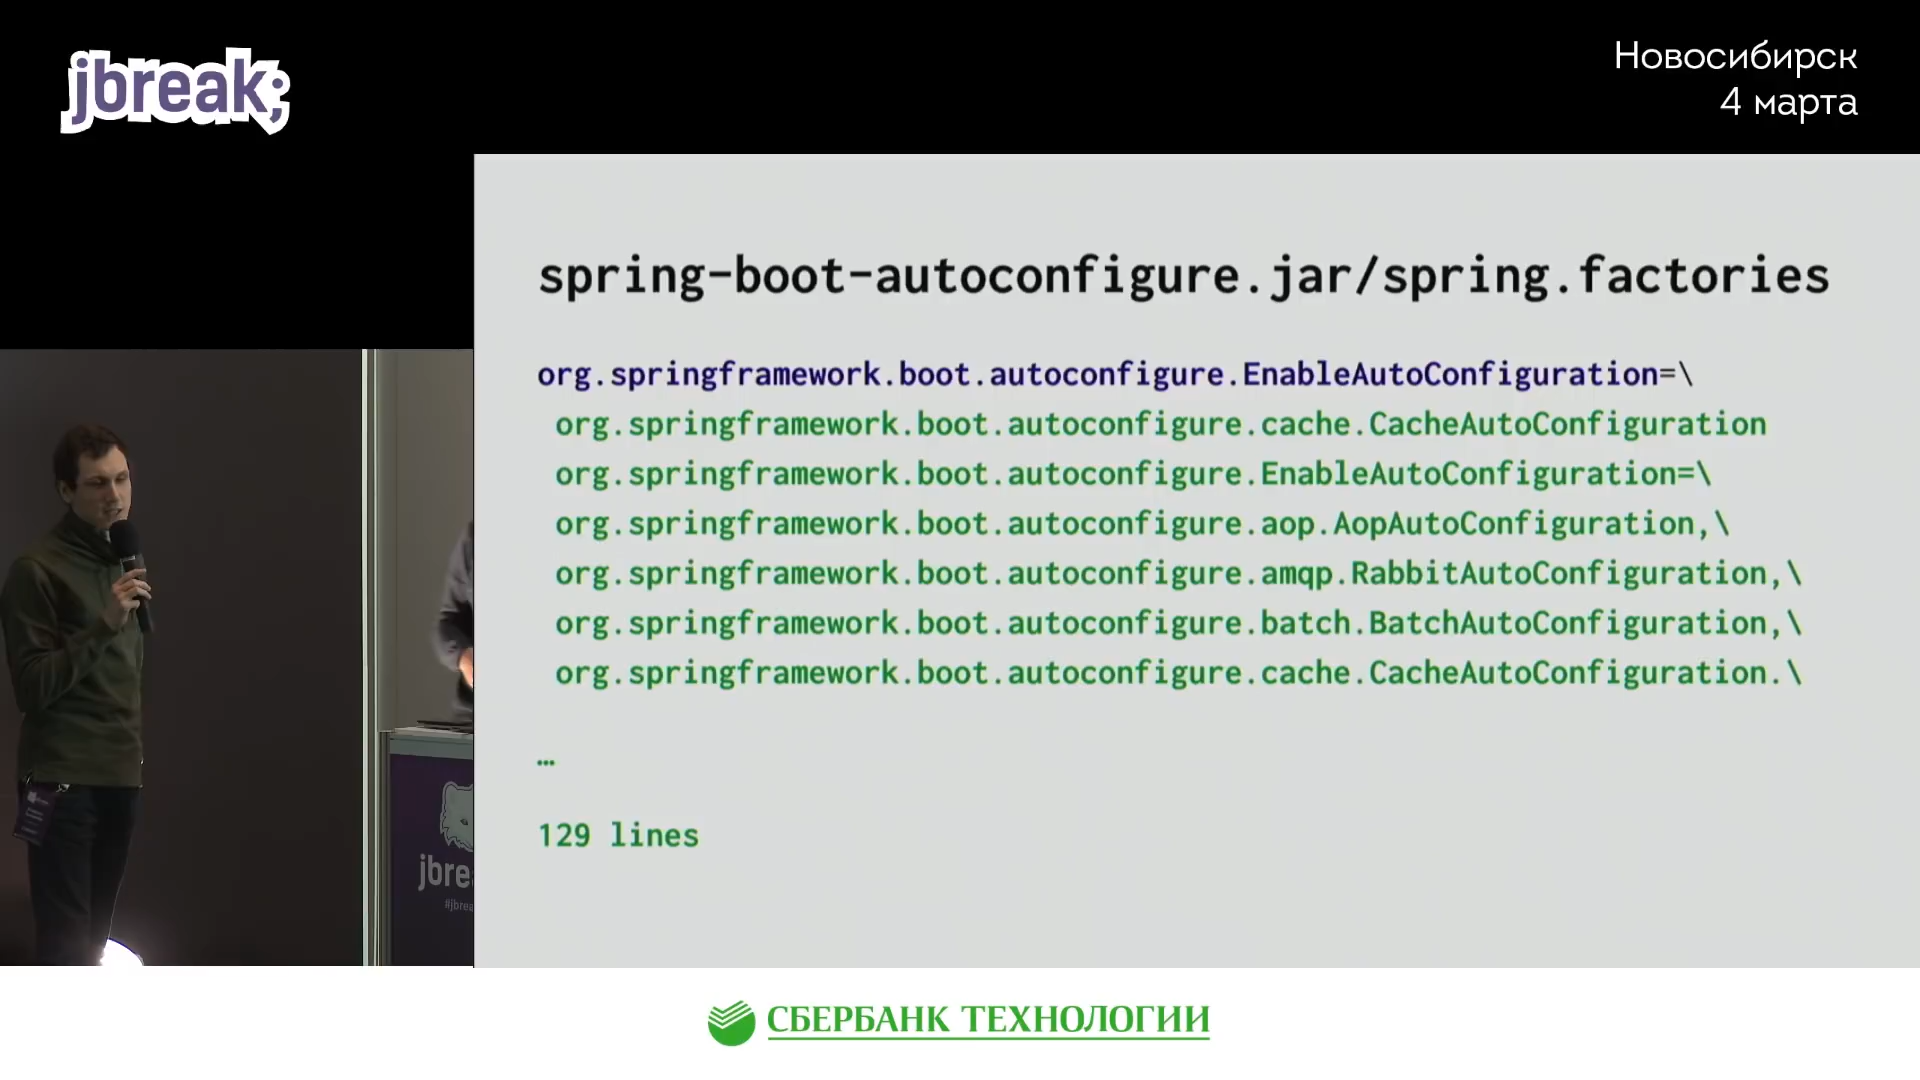 jbreak;
Новосибирск
4 марта
spring-boot-autoconfigure.jar/spring.factories
org.springframework.boot.autoconfigure.EnableAutoConfiguration=\
org.springframework.boot.autoconfigure.cache.CacheAutoConfiguration
org.springframework.boot.autoconfigure.EnableAutoConfiguration=\
org.springframework.boot.autoconfigure.aop.AopAutoConfiguration,\
org.springframework.boot.autoconfigure.amqp.RabbitAutoConfiguration,\
org.springframework.boot.autoconfigure.batch.BatchAutoConfiguration,\
org.springframework.boot.autoconfigure.cache.CacheAutoConfiguration.\
…
129 lines
jbre
#jbrea
СБЕРБАНК ТЕХНОЛОГИИ